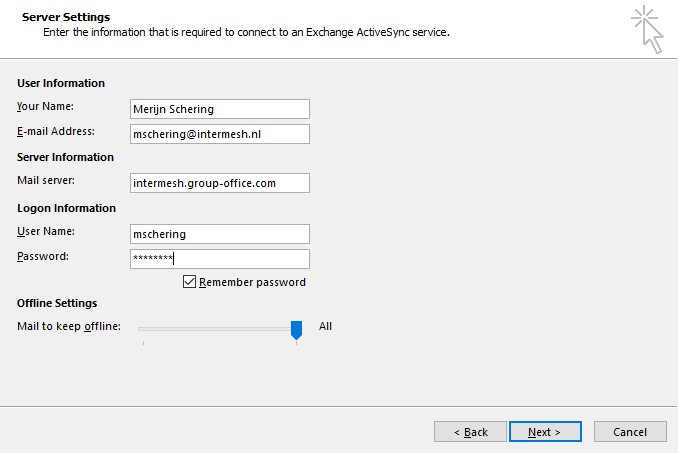 Server Settings
Enter the information that is required to connect to an Exchange ActiveSync service.
User Information
Your Name: Merijn Schering
E-mail Address: mschering@intermesh.nl
Server Information
Mail server: intermesh.group-office.com
Logon Information
User Name: mschering
Password: ********
Remember password
Offline Settings
Mail to keep offline: All
< Back Next > Cancel